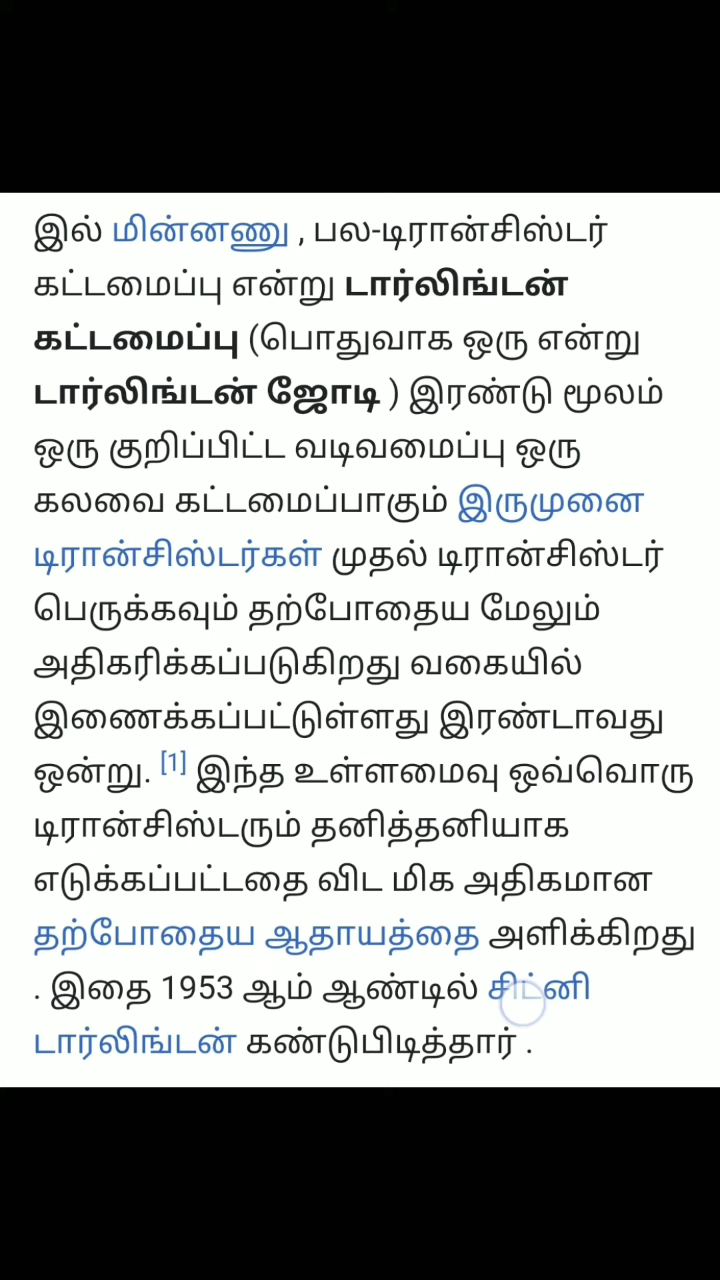 இல் மின்னணு , பல-டிரான்சிஸ்டர்
கட்டமைப்பு என்று டார்லிங்டன்
கட்டமைப்பு (பொதுவாக ஒரு என்று
டார்லிங்டன் ஜோடி ) இரண்டு மூலம்
ஒரு குறிப்பிட்ட வடிவமைப்பு ஒரு
கலவை கட்டமைப்பாகும் இருமுனை
டிரான்சிஸ்டர்கள் முதல் டிரான்சிஸ்டர்
பெருக்கவும் தற்போதைய மேலும்
அதிகரிக்கப்படுகிறது வகையில்
இணைக்கப்பட்டுள்ளது இரண்டாவது
ஒன்று. [1] இந்த உள்ளமைவு ஒவ்வொரு
டிரான்சிஸ்டரும் தனித்தனியாக
எடுக்கப்பட்டதை விட மிக அதிகமான
தற்போதைய ஆதாயத்தை அளிக்கிறது
. இதை 1953 ஆம் ஆண்டில் சிட்னி
டார்லிங்டன் கண்டுபிடித்தார் .